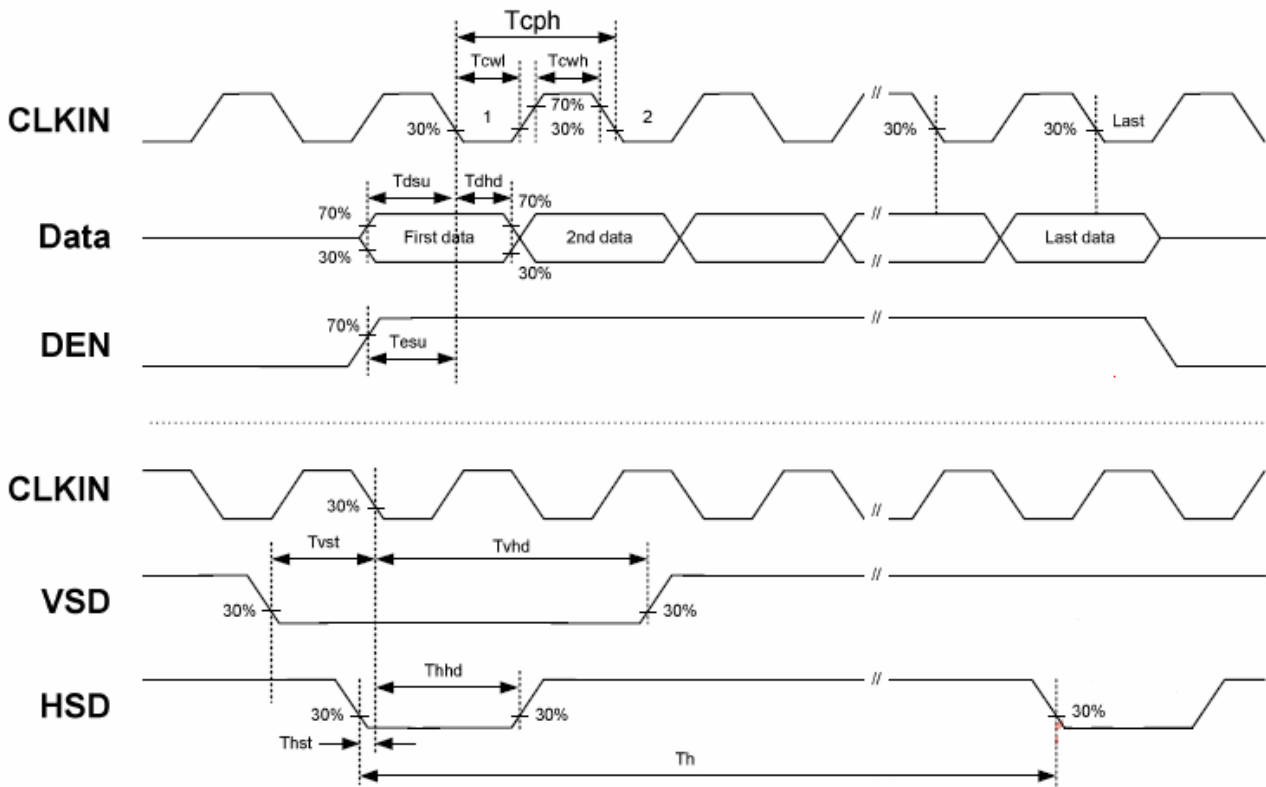 Tcph
Tcwl Tcwh
CLKIN 30% 1 70% 30% 2 // 30% 30% Last
Tdsu Tdhd
70% 70%
Data First data 2nd data // // Last data
30% 30%
DEN 70% //
Tesu
CLKIN 30% //
Tvst Tvhd
VSD 30% 30% //
Thhd //
HSD 30% 30% 30%
Thst
Th